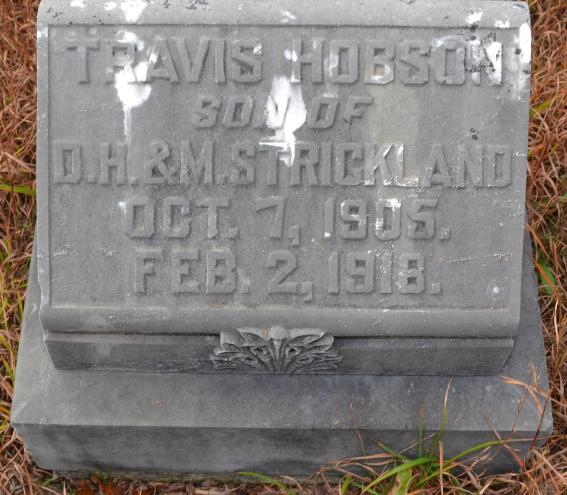 TRAVIS HOBSON
SON OF
D.H. & M. STRICKLAND
OCT. 7, 1905.
FEB. 2, 1918.